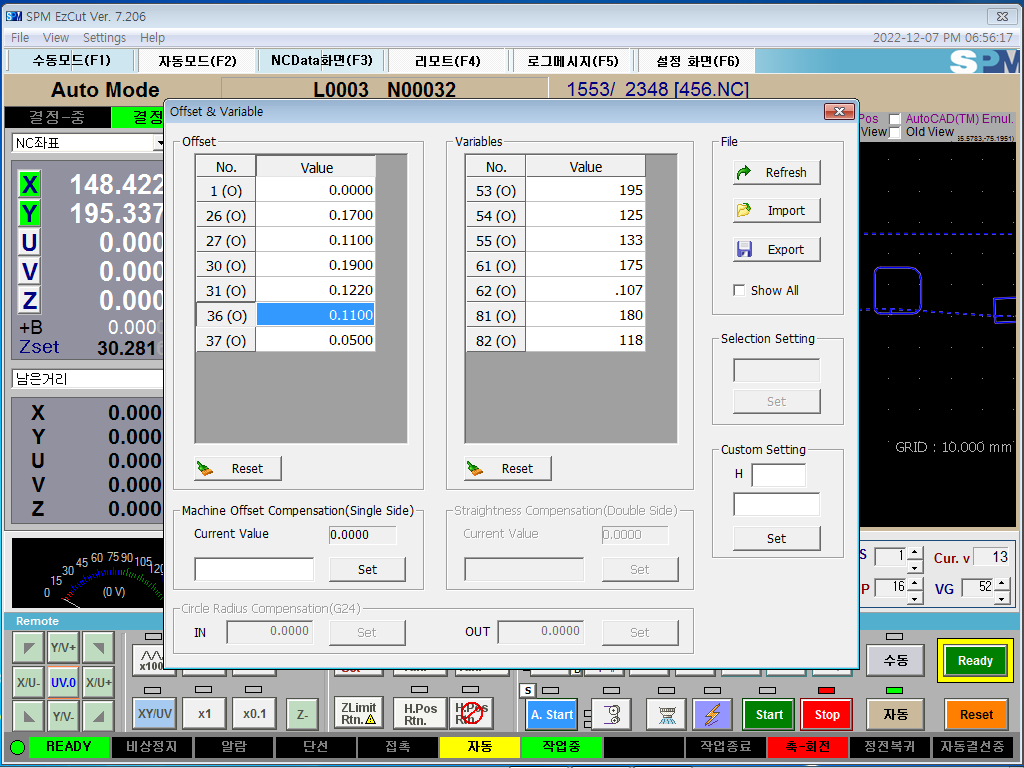 SPM EzCut Ver. 7.206
File View Settings Help
2022-12-07 PM 06:56:17
수동모드(F1) 자동모드(F2) NCData화면(F3) 리모트(F4) 로그메시지(F5) 설정 화면(F6) SPM
Auto Mode L0003 N00032 1553/ 2348 [456.NC]
결정-중 결정
NC좌표
X 148.422
Y 195.337
U 0.000
V 0.000
Z 0.000
+B 0.000
Zset 30.281
남은거리
X 0.000
Y 0.000
U 0.000
V 0.000
Z 0.000
0 15 30 45 60 75 90 105 120
(0 V)
Offset & Variable
Offset
No. Value
1 (O) 0.0000
26 (O) 0.1700
27 (O) 0.1100
30 (O) 0.1900
31 (O) 0.1220
36 (O) 0.1100
37 (O) 0.0500
Reset
Variables
No. Value
53 (O) 195
54 (O) 125
55 (O) 133
61 (O) 175
62 (O) .107
81 (O) 180
82 (O) 118
Reset
File
Refresh
Import
Export
Show All
Selection Setting
Set
Custom Setting
H
Set
Machine Offset Compensation(Single Side)
Current Value 0.0000
Set
Straightness Compensation(Double Side)
Current Value 0.0000
Set
Circle Radius Compensation(G24)
IN 0.0000 Set OUT 0.0000 Set
Pos AutoCAD(TM) Emul.
View Old View
GRID : 10.000 mm
S 1 Cur. v 13
P 16 VG 52
Remote
Y/V+
X/U- UV.0 X/U+
Y/V-
x100
XY/UV x1 x0.1 Z-
ZLimit Rtn. H.Pos Rtn.
S
A. Start
Start Stop
수동 Ready
자동 Reset
READY 비상정지 알람 단선 접촉 자동 작업중 작업종료 축-회전 정전복귀 자동결선중